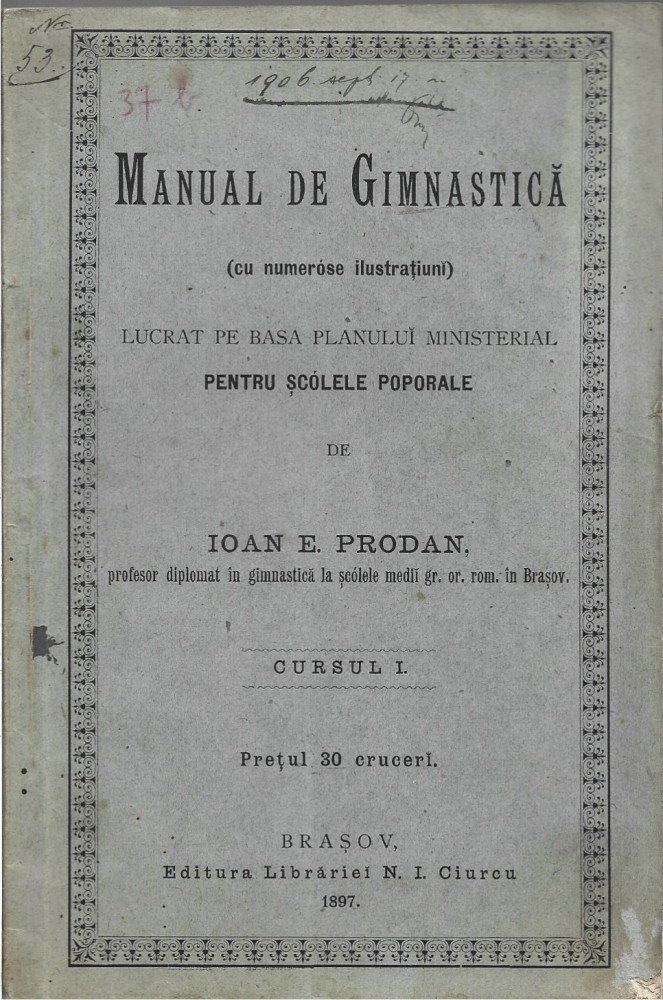 No
53.
1906 sept 17 n
37 b
MANUAL DE GIMNASTICĂ
(cu numeróse ilustrațiunĭ)
LUCRAT PE BASA PLANULUĬ MINISTERIAL
PENTRU ȘCÓLELE POPORALE
DE
IOAN E. PRODAN,
profesor diplomat în gimnastică la școlele mediĭ gr. or. rom. în Brașov.
CURSUL I.
Prețul 30 crucerĭ.
BRAȘOV,
Editura Librărieĭ N. I. Ciurcu
1897.